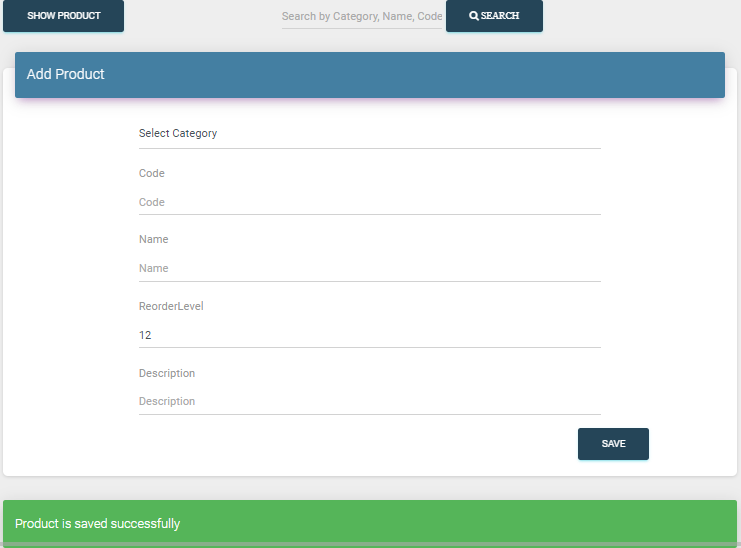 SHOW PRODUCT
Search by Category, Name, Code
SEARCH
Add Product
Select Category
Code
Code
Name
Name
ReorderLevel
12
Description
Description
SAVE
Product is saved successfully